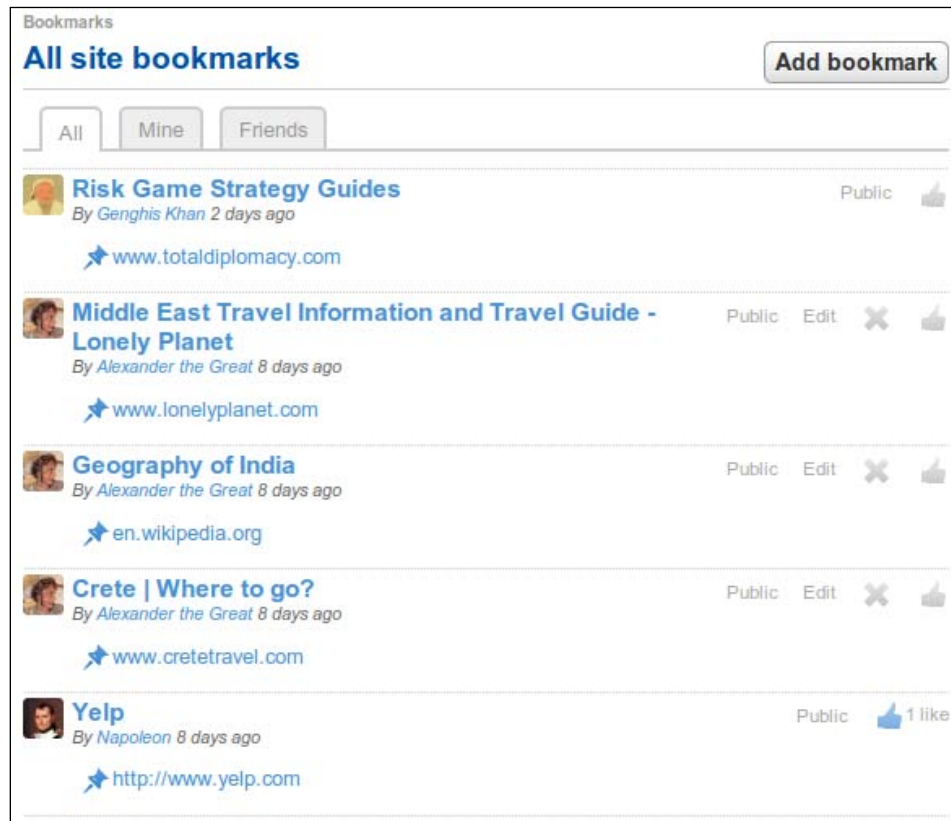 Bookmarks
All site bookmarks
Add bookmark
All
Mine
Friends
Risk Game Strategy Guides
Public
By Genghis Khan 2 days ago
www.totaldiplomacy.com
Middle East Travel Information and Travel Guide -
Lonely Planet
Public Edit
By Alexander the Great 8 days ago
www.lonelyplanet.com
Geography of India
Public Edit
By Alexander the Great 8 days ago
en.wikipedia.org
Crete | Where to go?
Public Edit
By Alexander the Great 8 days ago
www.cretetravel.com
Yelp
Public 1 like
By Napoleon 8 days ago
http://www.yelp.com